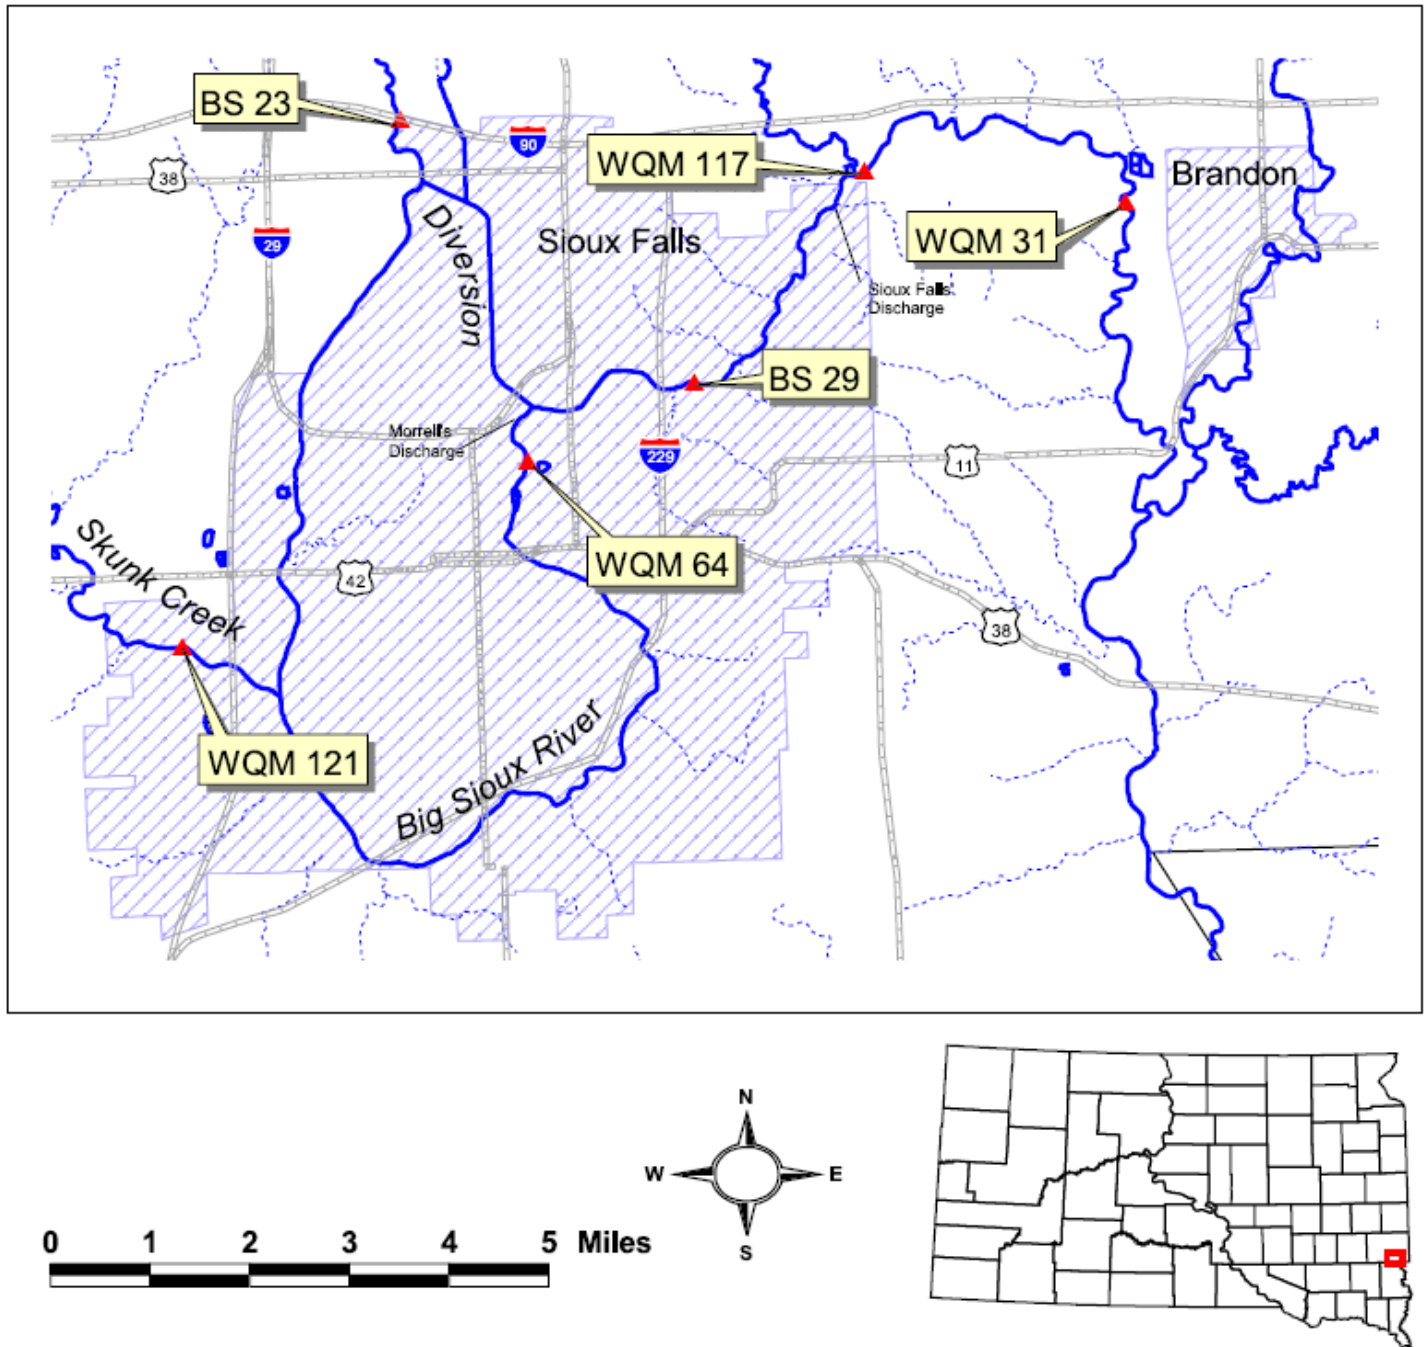 BS 23
90
WQM 117
38
Brandon
Diversion
29
Sioux Falls
WQM 31
Sioux Falls
Discharge
BS 29
Morrell's
Discharge
229
11
Skunk Creek
WQM 64
42
38
WQM 121
Big Sioux River
N
W
E
S
0 1 2 3 4 5 Miles